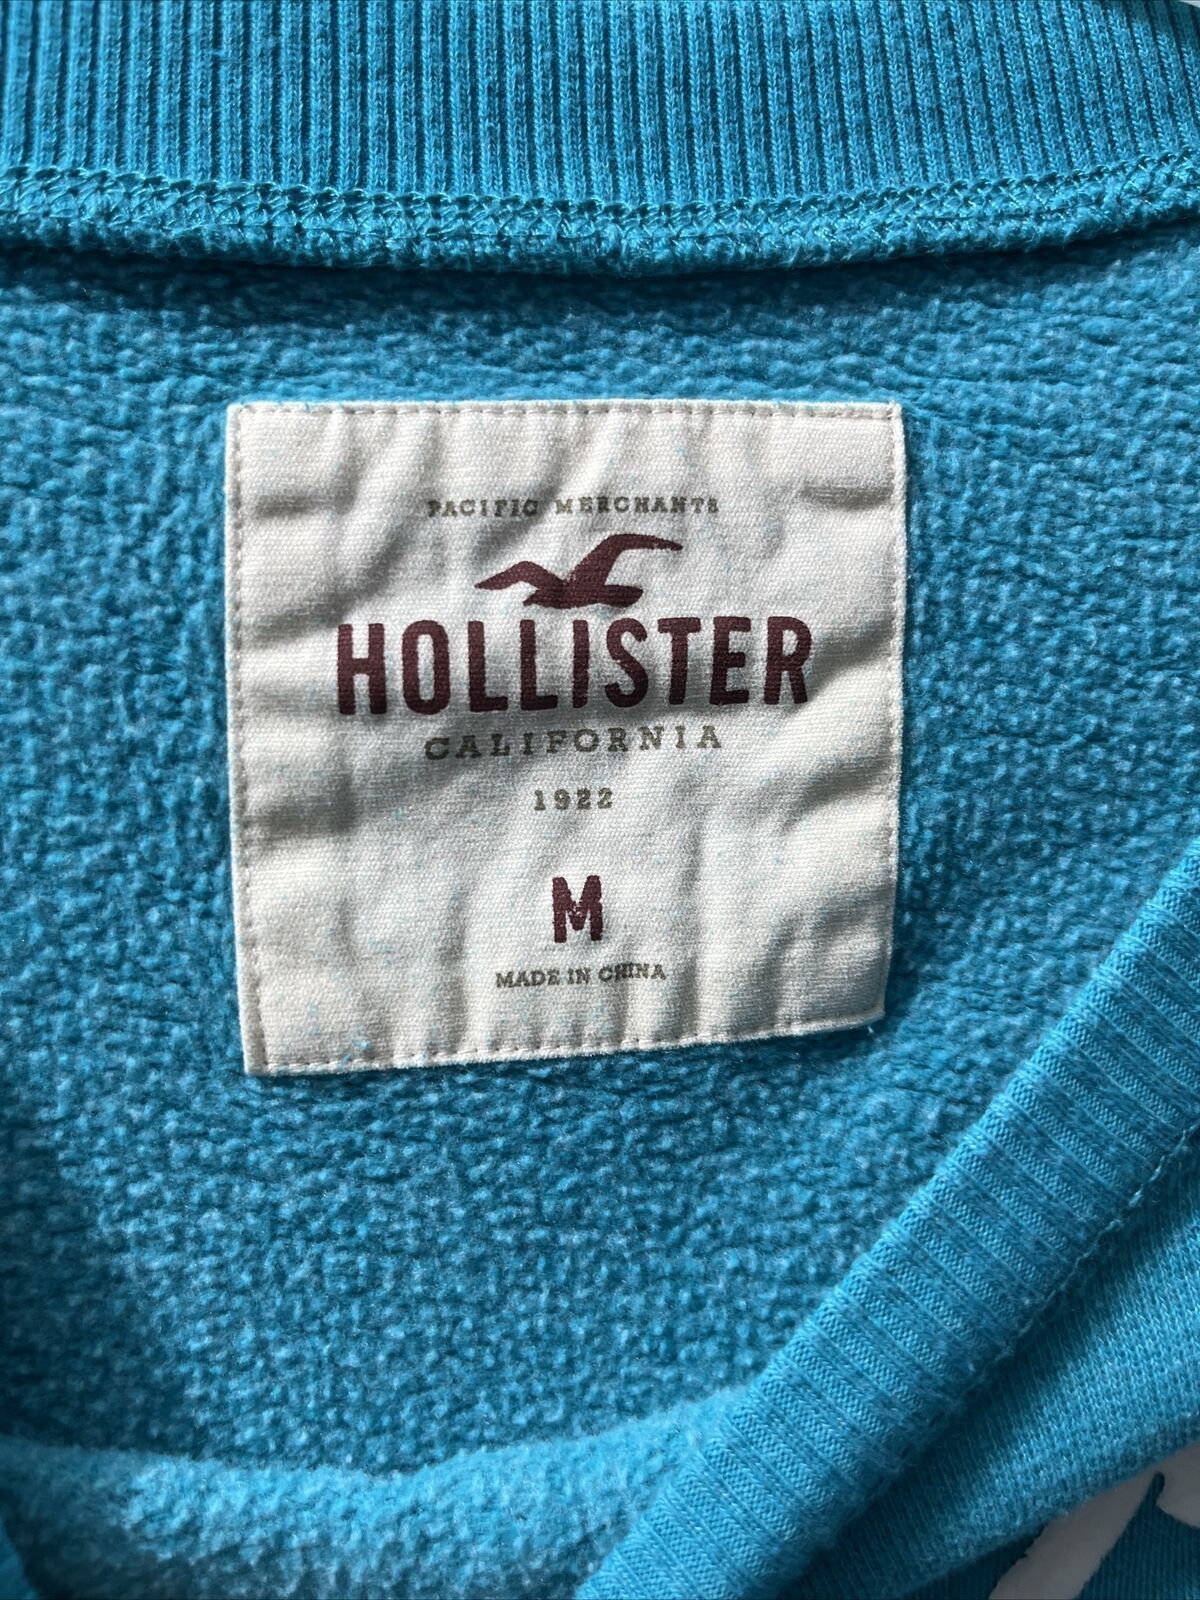 PACIFIC MERCHANTS
HOLLISTER
CALIFORNIA
1922
M
MADE IN CHINA